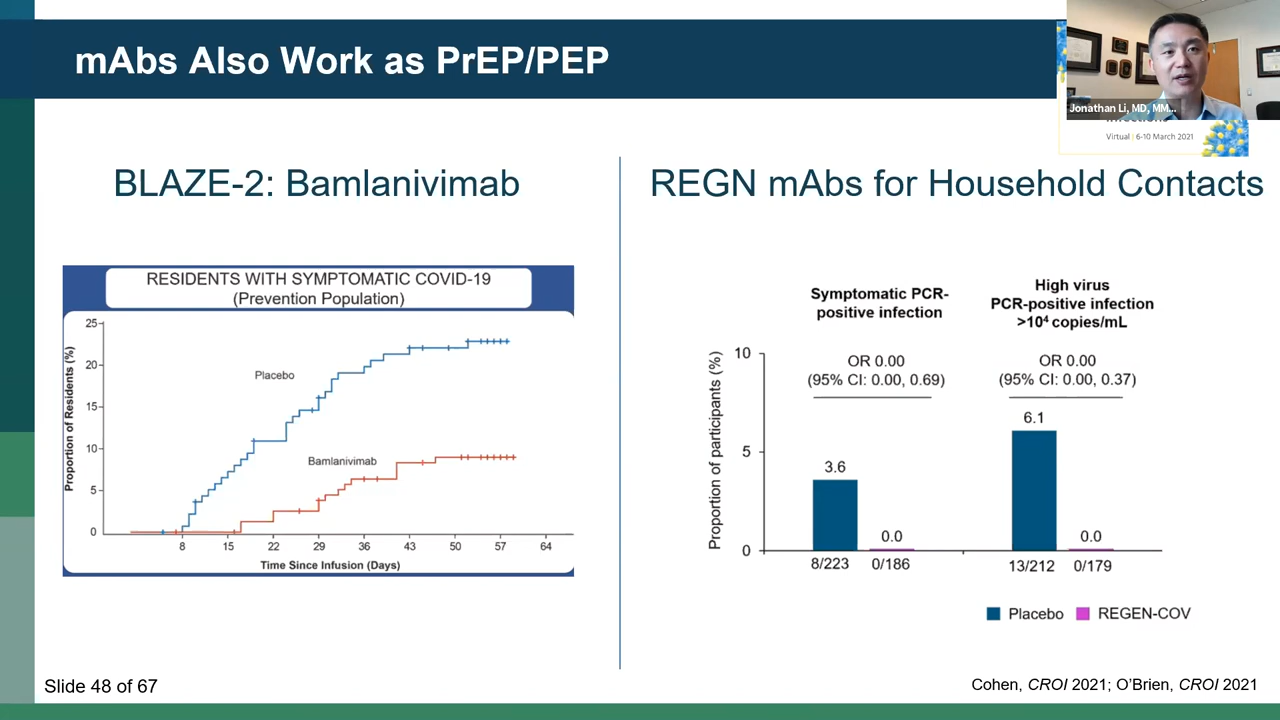 mAbs Also Work as PrEP/PEP
Jonathan Li, MD, MM...
Virtual | 6-10 March 2021
BLAZE-2: Bamlanivimab
RESIDENTS WITH SYMPTOMATIC COVID-19
(Prevention Population)
Proportion of Residents (%)
25
20
15
10
5
0
Placebo
Bamlanivimab
8 15 22 29 36 43 50 57 64
Time Since Infusion (Days)
REGN mAbs for Household Contacts
Symptomatic PCR-
positive infection
High virus
PCR-positive infection
>10⁴ copies/mL
Proportion of participants (%)
10
5
0
OR 0.00
(95% CI: 0.00, 0.69)
OR 0.00
(95% CI: 0.00, 0.37)
3.6
0.0
6.1
0.0
8/223 0/186 13/212 0/179
Placebo REGEN-COV
Slide 48 of 67
Cohen, CROI 2021; O'Brien, CROI 2021